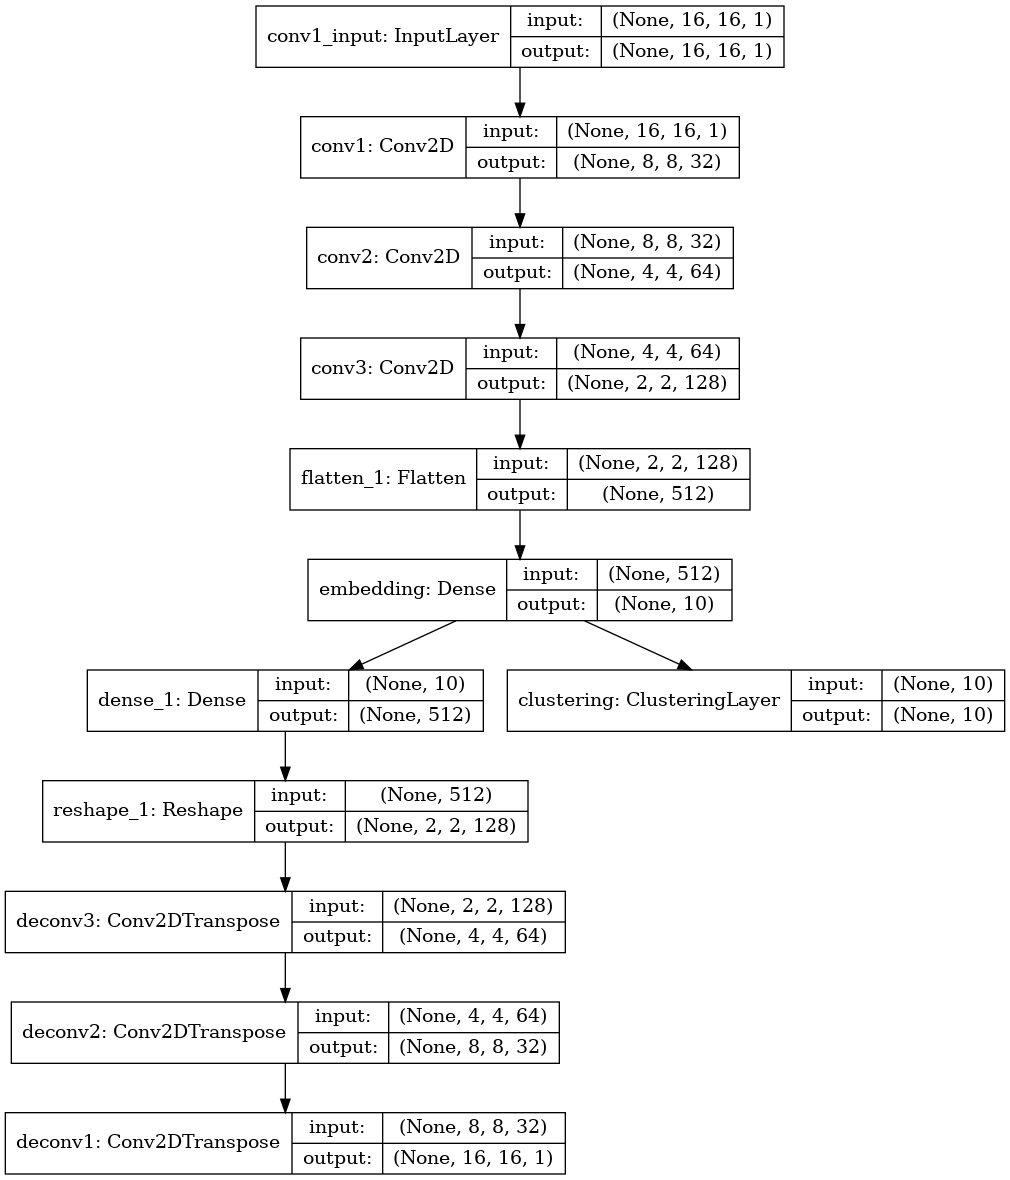 conv1_input: InputLayer
input: (None, 16, 16, 1)
output: (None, 16, 16, 1)
conv1: Conv2D
input: (None, 16, 16, 1)
output: (None, 8, 8, 32)
conv2: Conv2D
input: (None, 8, 8, 32)
output: (None, 4, 4, 64)
conv3: Conv2D
input: (None, 4, 4, 64)
output: (None, 2, 2, 128)
flatten_1: Flatten
input: (None, 2, 2, 128)
output: (None, 512)
embedding: Dense
input: (None, 512)
output: (None, 10)
dense_1: Dense
input: (None, 10)
output: (None, 512)
clustering: ClusteringLayer
input: (None, 10)
output: (None, 10)
reshape_1: Reshape
input: (None, 512)
output: (None, 2, 2, 128)
deconv3: Conv2DTranspose
input: (None, 2, 2, 128)
output: (None, 4, 4, 64)
deconv2: Conv2DTranspose
input: (None, 4, 4, 64)
output: (None, 8, 8, 32)
deconv1: Conv2DTranspose
input: (None, 8, 8, 32)
output: (None, 16, 16, 1)